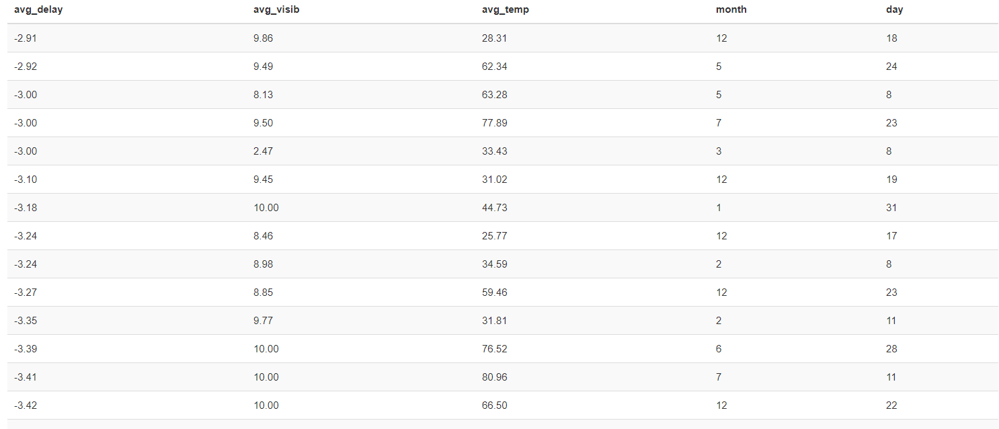 avg_delay avg_visib avg_temp month day
-2.91 9.86 28.31 12 18
-2.92 9.49 62.34 5 24
-3.00 8.13 63.28 5 8
-3.00 9.50 77.89 7 23
-3.00 2.47 33.43 3 8
-3.10 9.45 31.02 12 19
-3.18 10.00 44.73 1 31
-3.24 8.46 25.77 12 17
-3.24 8.98 34.59 2 8
-3.27 8.85 59.46 12 23
-3.35 9.77 31.81 2 11
-3.39 10.00 76.52 6 28
-3.41 10.00 80.96 7 11
-3.42 10.00 66.50 12 22